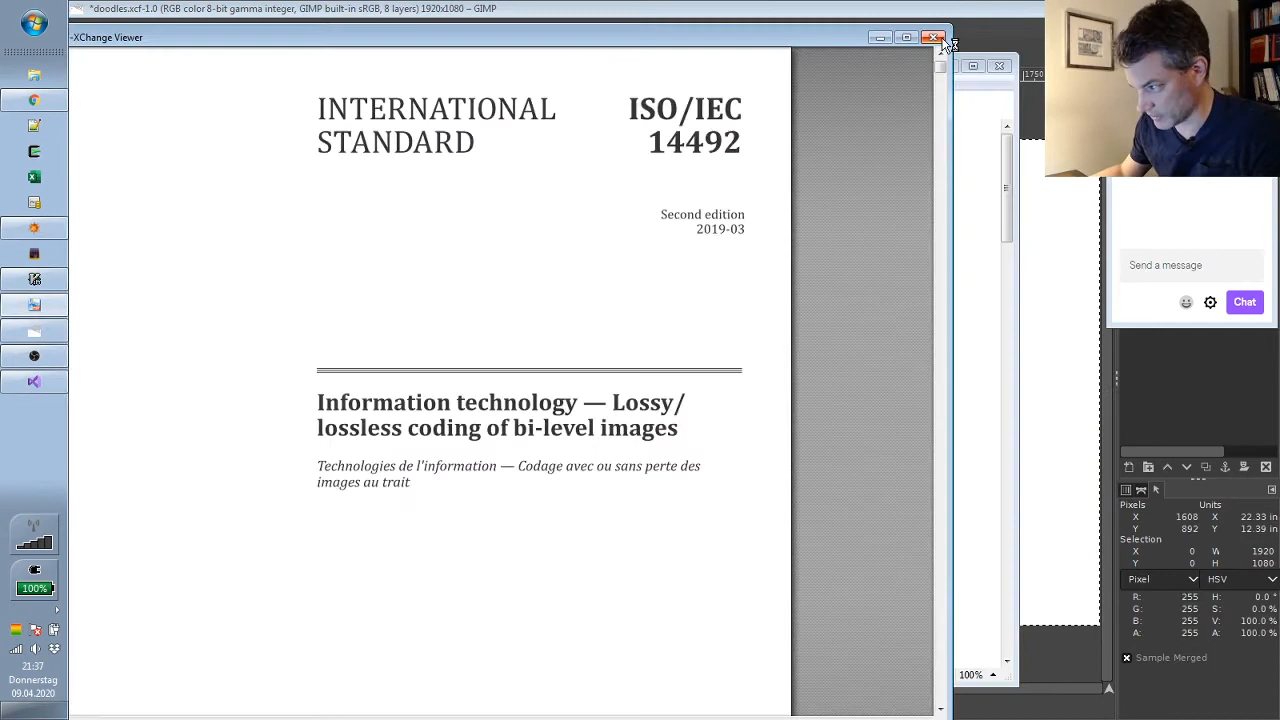 *doodles.xcf-1.0 (RGB color 8-bit gamma integer, GIMP built-in sRGB, 8 layers) 1920x1080 – GIMP
-XChange Viewer
INTERNATIONAL
STANDARD
ISO/IEC
14492
Second edition
2019-03
Information technology — Lossy/
lossless coding of bi-level images
Technologies de l'information — Codage avec ou sans perte des
images au trait
1750
Send a message
Chat
100%
Pixels Units
X 1608 X 22.33 in
Y 892 Y 12.39 in
Selection
X 0 W 1920
Y 0 H 1080
Pixel HSV
R: 255 H: 0.0 °
G: 255 S: 0.0 %
B: 255 V: 100.0 %
A: 255 A: 100.0 %
Sample Merged
100%
21:37
Donnerstag
09.04.2020